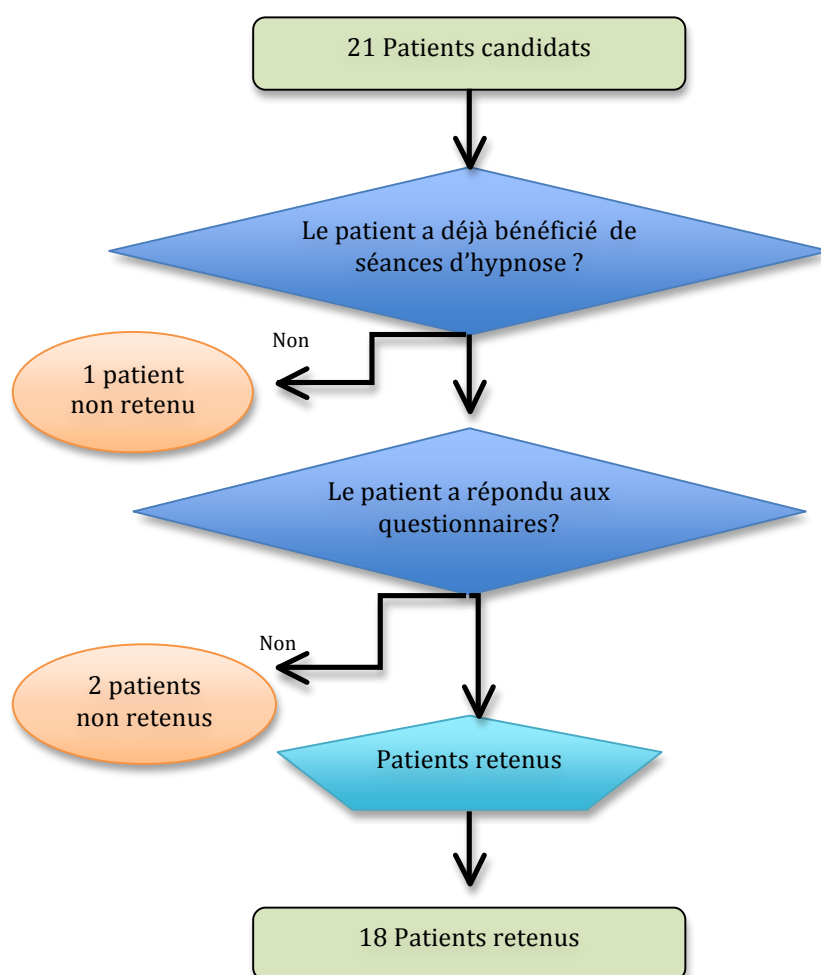 21 Patients candidats
Le patient a déjà bénéficié de
séances d’hypnose ?
Non
1 patient
non retenu
Le patient a répondu aux
questionnaires?
Non
2 patients
non retenus
Patients retenus
18 Patients retenus